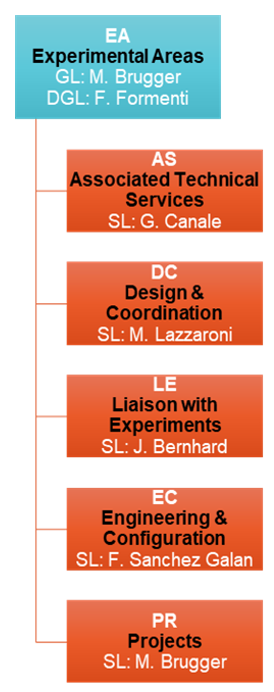 EA
Experimental Areas
GL: M. Brugger
DGL: F. Formenti
AS
Associated Technical
Services
SL: G. Canale
DC
Design &
Coordination
SL: M. Lazzaroni
LE
Liaison with
Experiments
SL: J. Bernhard
EC
Engineering &
Configuration
SL: F. Sanchez Galan
PR
Projects
SL: M. Brugger